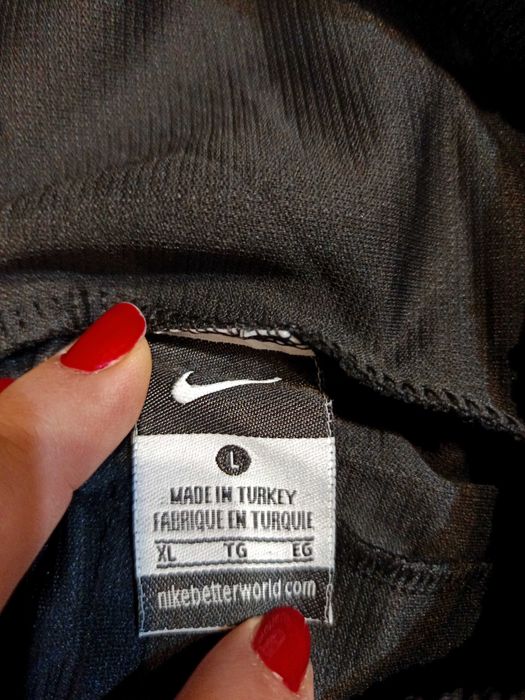 L
MADE IN TURKEY
FABRIQUE EN TURQUIE
XL TG EG
nikebetterworld.com